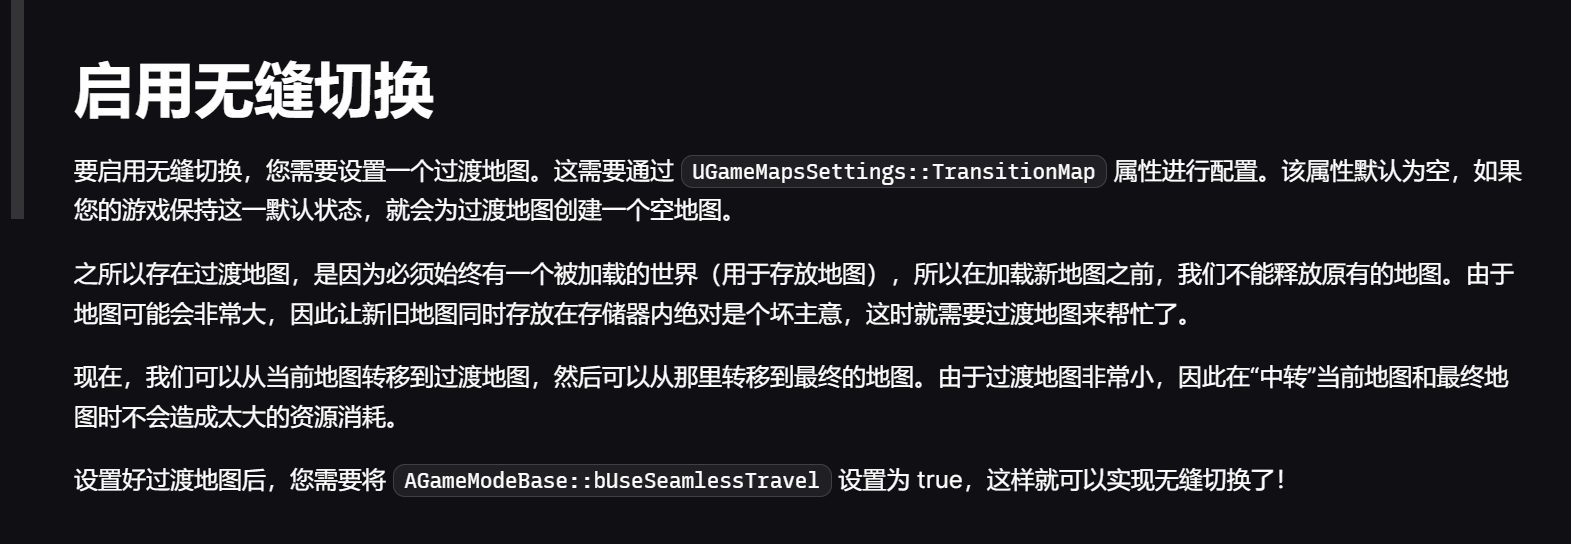 启用无缝切换
要启用无缝切换，您需要设置一个过渡地图。这需要通过 UGameMapsSettings::TransitionMap 属性进行配置。该属性默认为空，如果
您的游戏保持这一默认状态，就会为过渡地图创建一个空地图。
之所以存在过渡地图，是因为必须始终有一个被加载的世界（用于存放地图），所以在加载新地图之前，我们不能释放原有的地图。由于
地图可能会非常大，因此让新旧地图同时存放在存储器内绝对是个坏主意，这时就需要过渡地图来帮忙了。
现在，我们可以从当前地图转移到过渡地图，然后可以从那里转移到最终的地图。由于过渡地图非常小，因此在“中转”当前地图和最终地
图时不会造成太大的资源消耗。
设置好过渡地图后，您需要将 AGameModeBase::bUseSeamlessTravel 设置为 true，这样就可以实现无缝切换了！